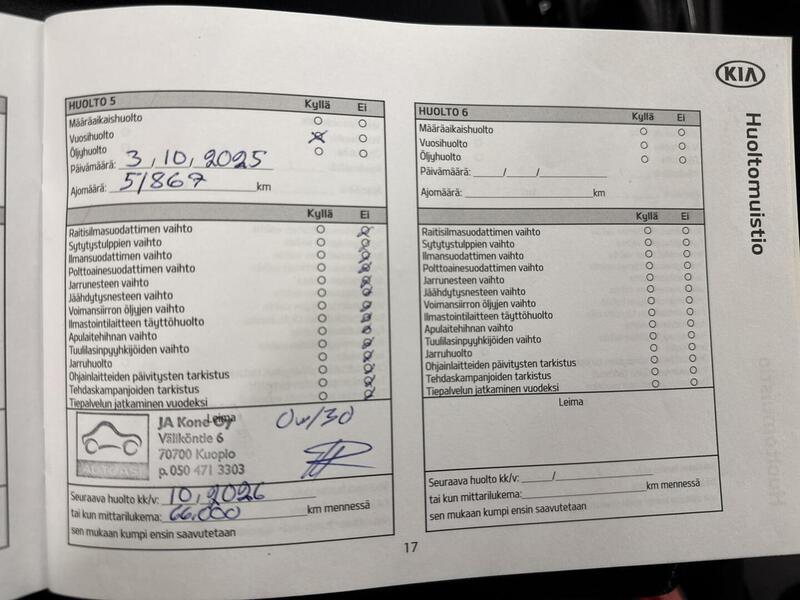 HUOLTO 5 Kyllä Ei
Määräaikaishuolto
Vuosihuolto
Öljyhuolto
Päivämäärä: 3, 10, 2025
Ajomäärä: 51867 km
Kyllä Ei
Raitisilmasuodattimen vaihto
Sytytystulppien vaihto
Ilmansuodattimen vaihto
Polttoainesuodattimen vaihto
Jarrunesteen vaihto
Jäähdytysnesteen vaihto
Voimansiirron öljyjen vaihto
Ilmastointilaitteen täyttöhuolto
Apulaitehihnan vaihto
Tuulilasinpyyhkijöiden vaihto
Jarruhuolto
Ohjainlaitteiden päivitysten tarkistus
Tehdaskampanjoiden tarkistus
Tiepalvelun jatkaminen vuodeksi
Leima
JA Kond Oy
Väliköntie 6
70700 Kuopio
p. 050 471 3303
AUTOASI
0w/30
Seuraava huolto kk/v: 10, 2026
tai kun mittarilukema: 66.000 km mennessä
sen mukaan kumpi ensin saavutetaan
HUOLTO 6 Kyllä Ei
Määräaikaishuolto
Vuosihuolto
Öljyhuolto
Päivämäärä: / /
Ajomäärä: km
Kyllä Ei
Raitisilmasuodattimen vaihto
Sytytystulppien vaihto
Ilmansuodattimen vaihto
Polttoainesuodattimen vaihto
Jarrunesteen vaihto
Jäähdytysnesteen vaihto
Voimansiirron öljyjen vaihto
Ilmastointilaitteen täyttöhuolto
Apulaitehihnan vaihto
Tuulilasinpyyhkijöiden vaihto
Jarruhuolto
Ohjainlaitteiden päivitysten tarkistus
Tehdaskampanjoiden tarkistus
Tiepalvelun jatkaminen vuodeksi
Leima
Seuraava huolto kk/v: /
tai kun mittarilukema: km mennessä
sen mukaan kumpi ensin saavutetaan
KIA
Huoltomuistio
17